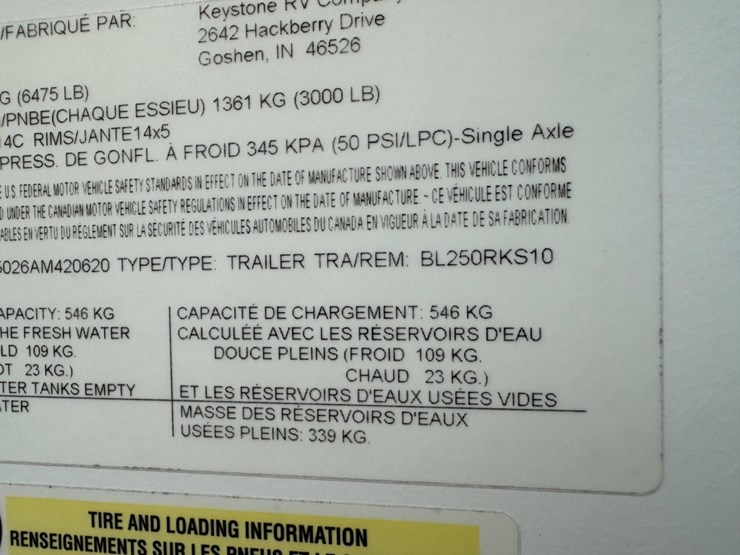 /FABRIQUÉ PAR: Keystone RV
2642 Hackberry Drive
Goshen, IN 46526
G (6475 LB)
/PNBE(CHAQUE ESSIEU) 1361 KG (3000 LB)
14C RIMS/JANTE14x5
PRESS. DE GONFL. À FROID 345 KPA (50 PSI/LPC)-Single Axle
U.S. FEDERAL MOTOR VEHICLE SAFETY STANDARDS IN EFFECT ON THE DATE OF MANUFACTURE SHOWN ABOVE. THIS VEHICLE CONFORMS
UNDER THE CANADIAN MOTOR VEHICLE SAFETY REGULATIONS IN EFFECT ON THE DATE OF MANUFACTURE - CE VÉHICULE EST CONFORME
ABLES EN VERTU DU RÉGLEMENT SUR LA SÉCURITÉ DES VÉHICULES AUTOMOBILES DU CANADA EN VIGUEUR À LA DATE DE SA FABRICATION
5026AM420620 TYPE/TYPE: TRAILER TRA/REM: BL250RKS10
APACITY: 546 KG
HE FRESH WATER
LD 109 KG.
OT 23 KG.)
TER TANKS EMPTY
TER
CAPACITÉ DE CHARGEMENT: 546 KG
CALCULÉÉ AVEC LES RÉSERVOIRS D'EAU
DOUCE PLEINS (FROID 109 KG.
CHAUD 23 KG.)
ET LES RÉSERVOIRS D'EAUX USÉES VIDES
MASSE DES RÉSERVOIRS D'EAUX
USÉES PLEINS: 339 KG.
TIRE AND LOADING INFORMATION
RENSEIGNEMENTS SUR LES PNEUS